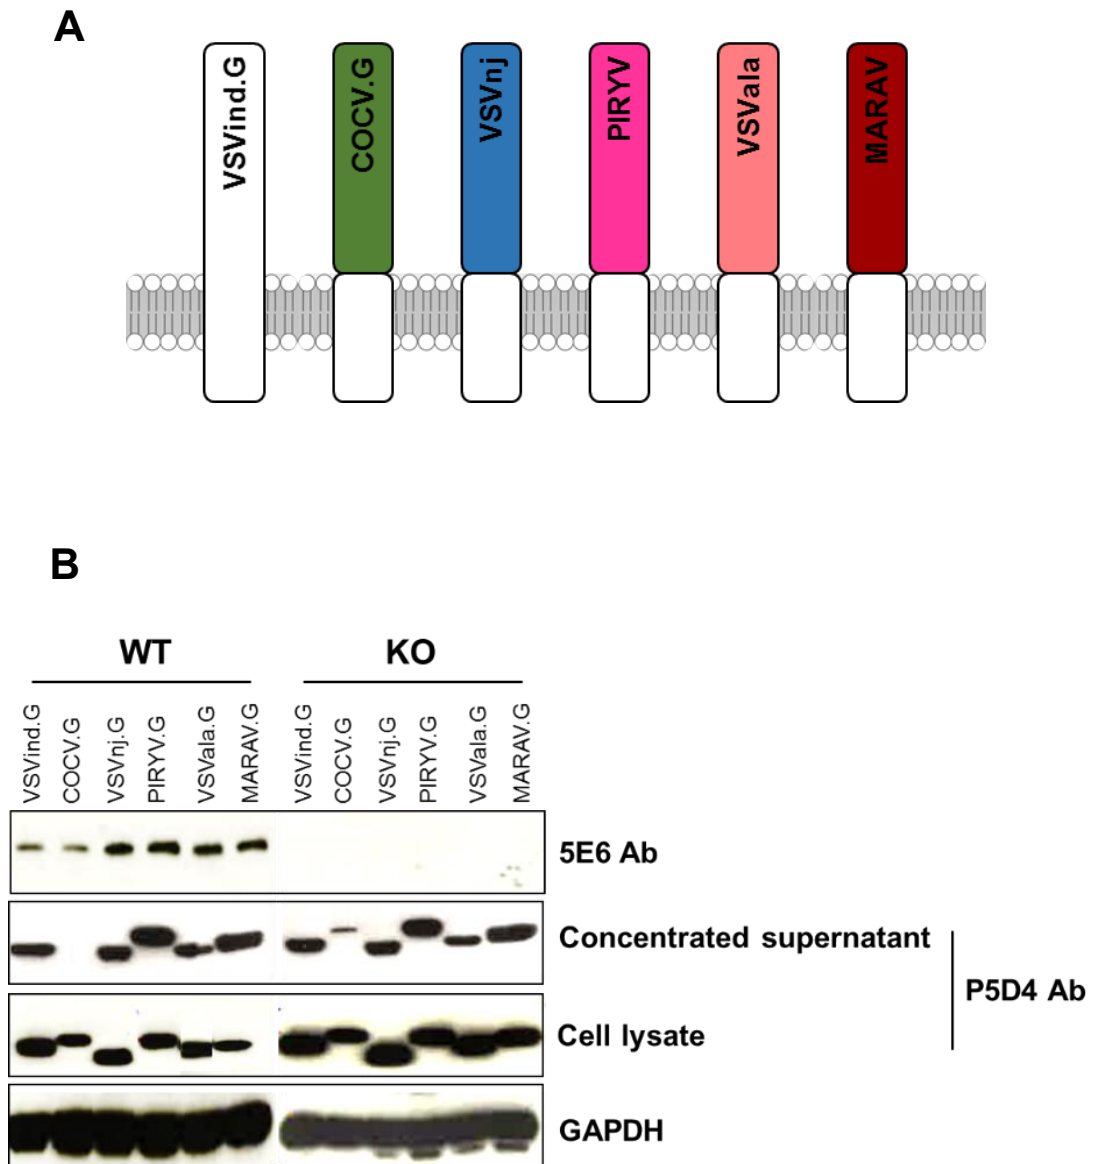 A
VSVind.G
COCV.G
VSVnj
PIRYV
VSVala
MARAV
B
WT
KO
VSVind.G
COCV.G
VSVnj.G
PIRYV.G
VSVala.G
MARAV.G
VSVind.G
COCV.G
VSVnj.G
PIRYV.G
VSVala.G
MARAV.G
5E6 Ab
Concentrated supernatant
P5D4 Ab
Cell lysate
GAPDH